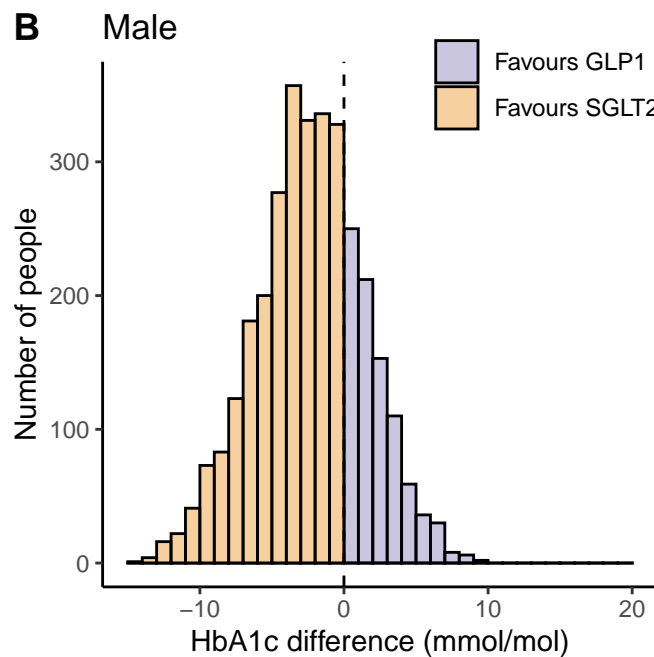 B Male
Favours GLP1
Favours SGLT2
Number of people
300
200
100
0
−10 0 10 20
HbA1c difference (mmol/mol)